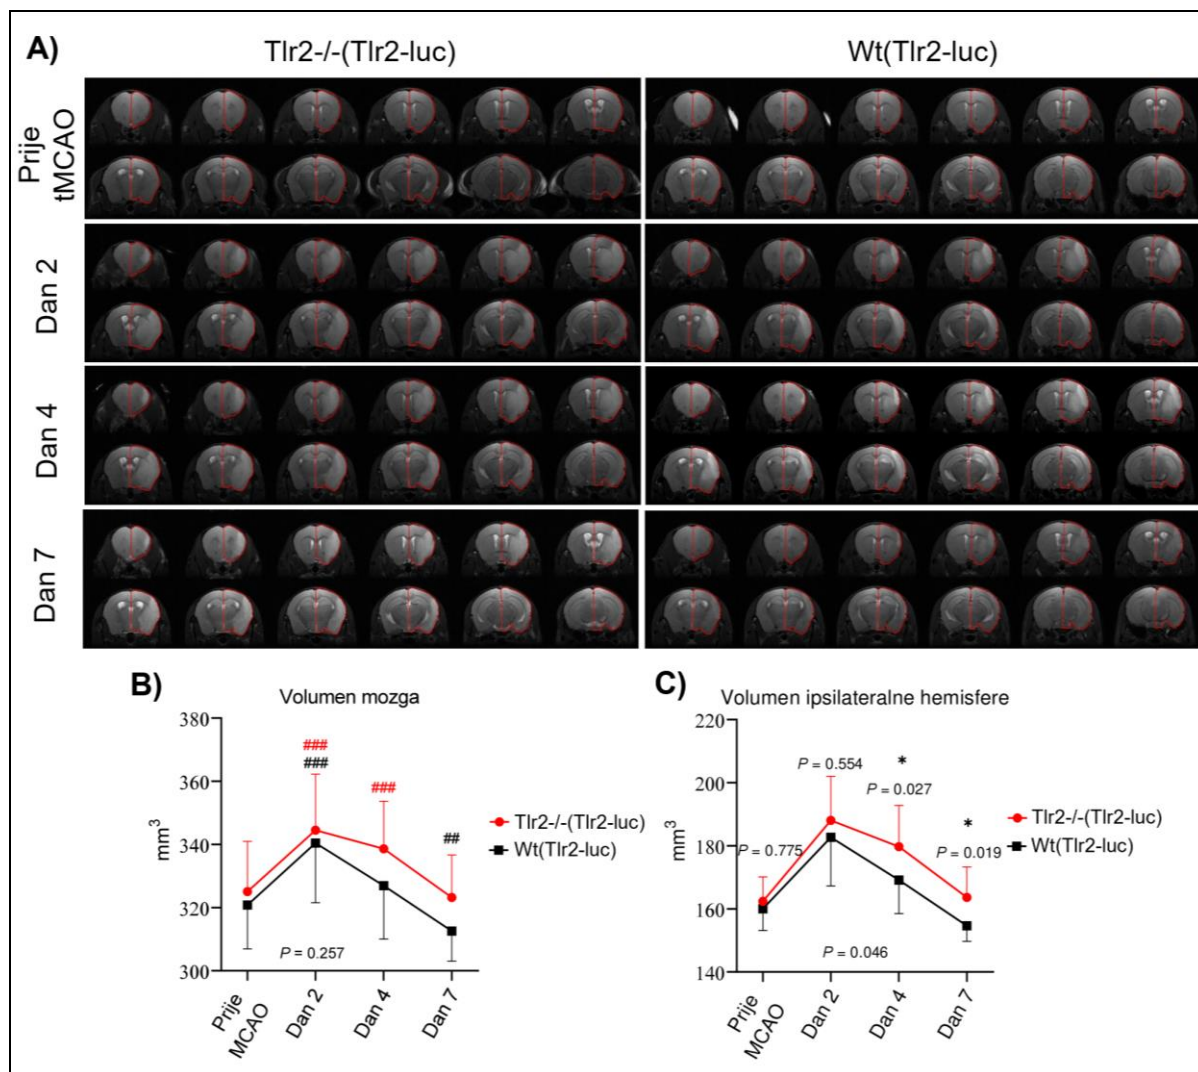 A)
Tlr2-/-(Tlr2-luc)
Wt(Tlr2-luc)
Prije
tMCAO
Dan 2
Dan 4
Dan 7
B)
Volumen mozga
380
360
340
320
300
mm³
###
###
###
##
P = 0.257
Prije
MCAO
Dan 2
Dan 4
Dan 7
Tlr2-/-(Tlr2-luc)
Wt(Tlr2-luc)
C)
Volumen ipsilateralne hemisfere
220
200
180
160
140
mm³
P = 0.775
P = 0.554
*
P = 0.027
*
P = 0.019
P = 0.046
Prije
MCAO
Dan 2
Dan 4
Dan 7
Tlr2-/-(Tlr2-luc)
Wt(Tlr2-luc)